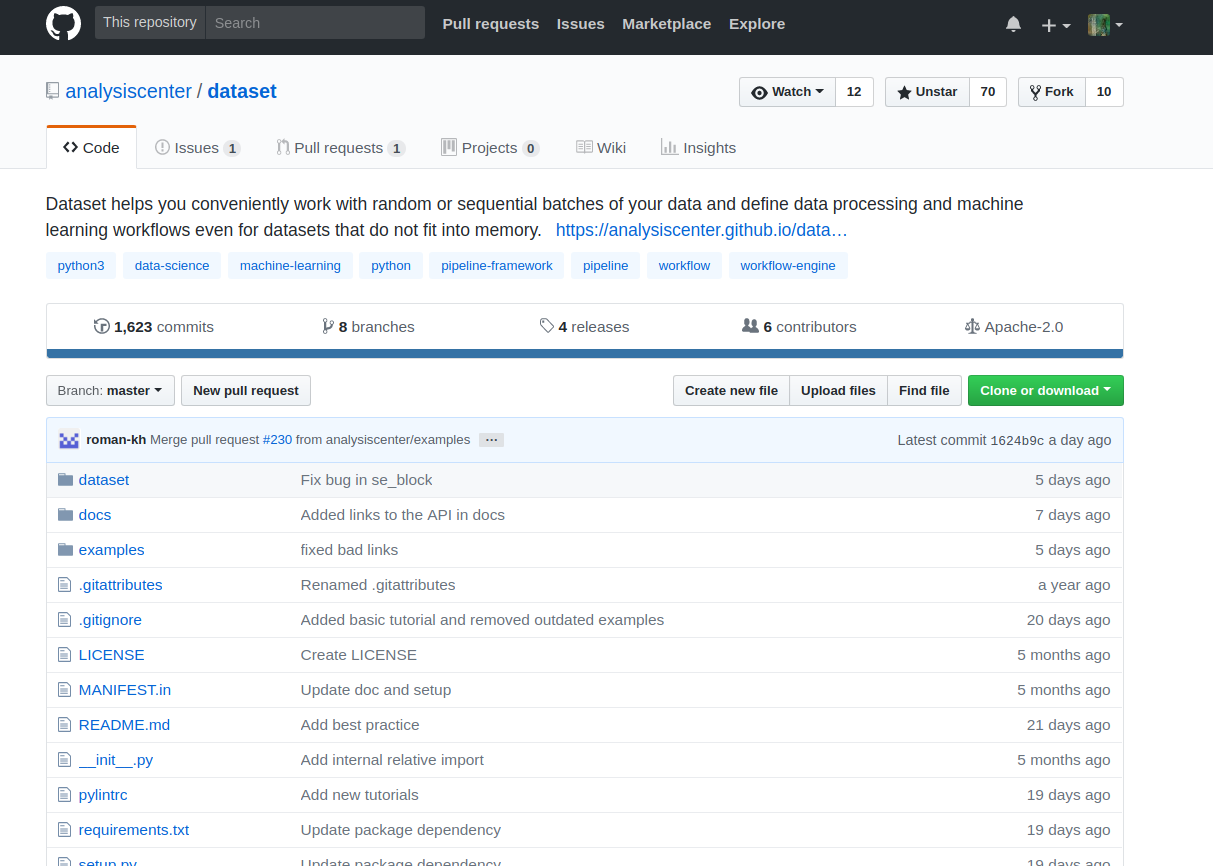 This repository Search Pull requests Issues Marketplace Explore
analysiscenter / dataset Watch 12 Unstar 70 Fork 10
Code Issues 1 Pull requests 1 Projects 0 Wiki Insights
Dataset helps you conveniently work with random or sequential batches of your data and define data processing and machine
learning workflows even for datasets that do not fit into memory. https://analysiscenter.github.io/data…
python3 data-science machine-learning python pipeline-framework pipeline workflow workflow-engine
1,623 commits 8 branches 4 releases 6 contributors Apache-2.0
Branch: master New pull request Create new file Upload files Find file Clone or download
roman-kh Merge pull request #230 from analysiscenter/examples … Latest commit 1624b9c a day ago
dataset Fix bug in se_block 5 days ago
docs Added links to the API in docs 7 days ago
examples fixed bad links 5 days ago
.gitattributes Renamed .gitattributes a year ago
.gitignore Added basic tutorial and removed outdated examples 20 days ago
LICENSE Create LICENSE 5 months ago
MANIFEST.in Update doc and setup 5 months ago
README.md Add best practice 21 days ago
__init__.py Add internal relative import 5 months ago
pylintrc Add new tutorials 19 days ago
requirements.txt Update package dependency 19 days ago
setup.py Update package dependency 19 days ago